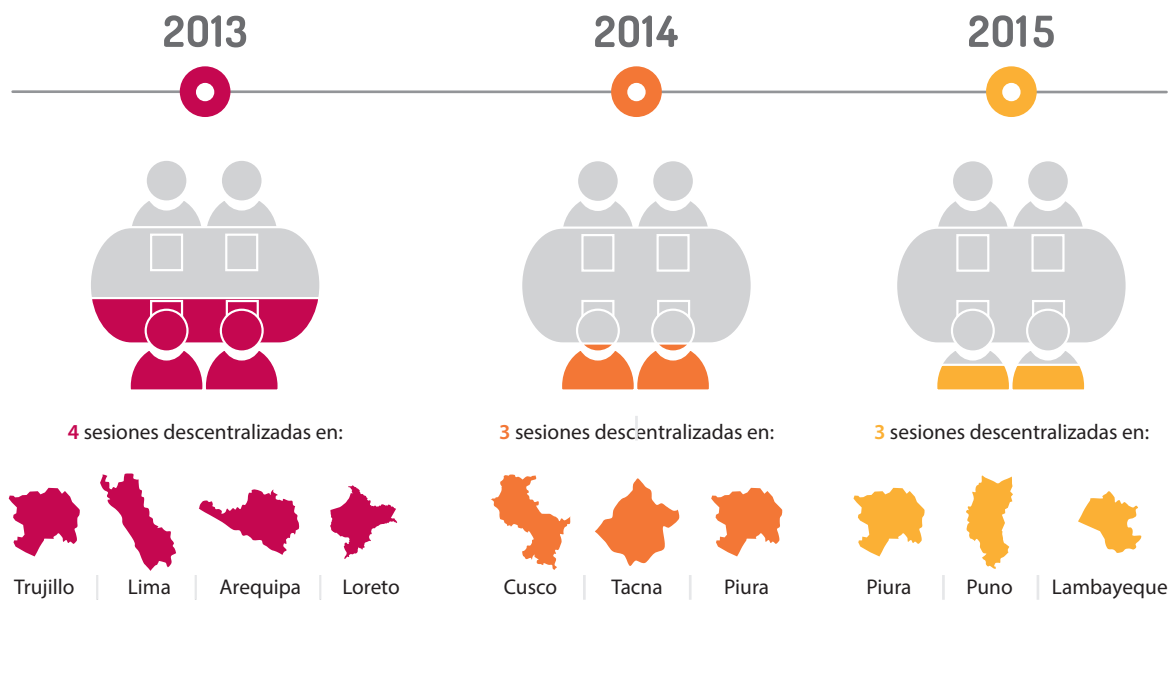 2013
2014
2015
4 sesiones descentralizadas en:
3 sesiones descentralizadas en:
3 sesiones descentralizadas en:
Trujillo
Lima
Arequipa
Loreto
Cusco
Tacna
Piura
Piura
Puno
Lambayeque